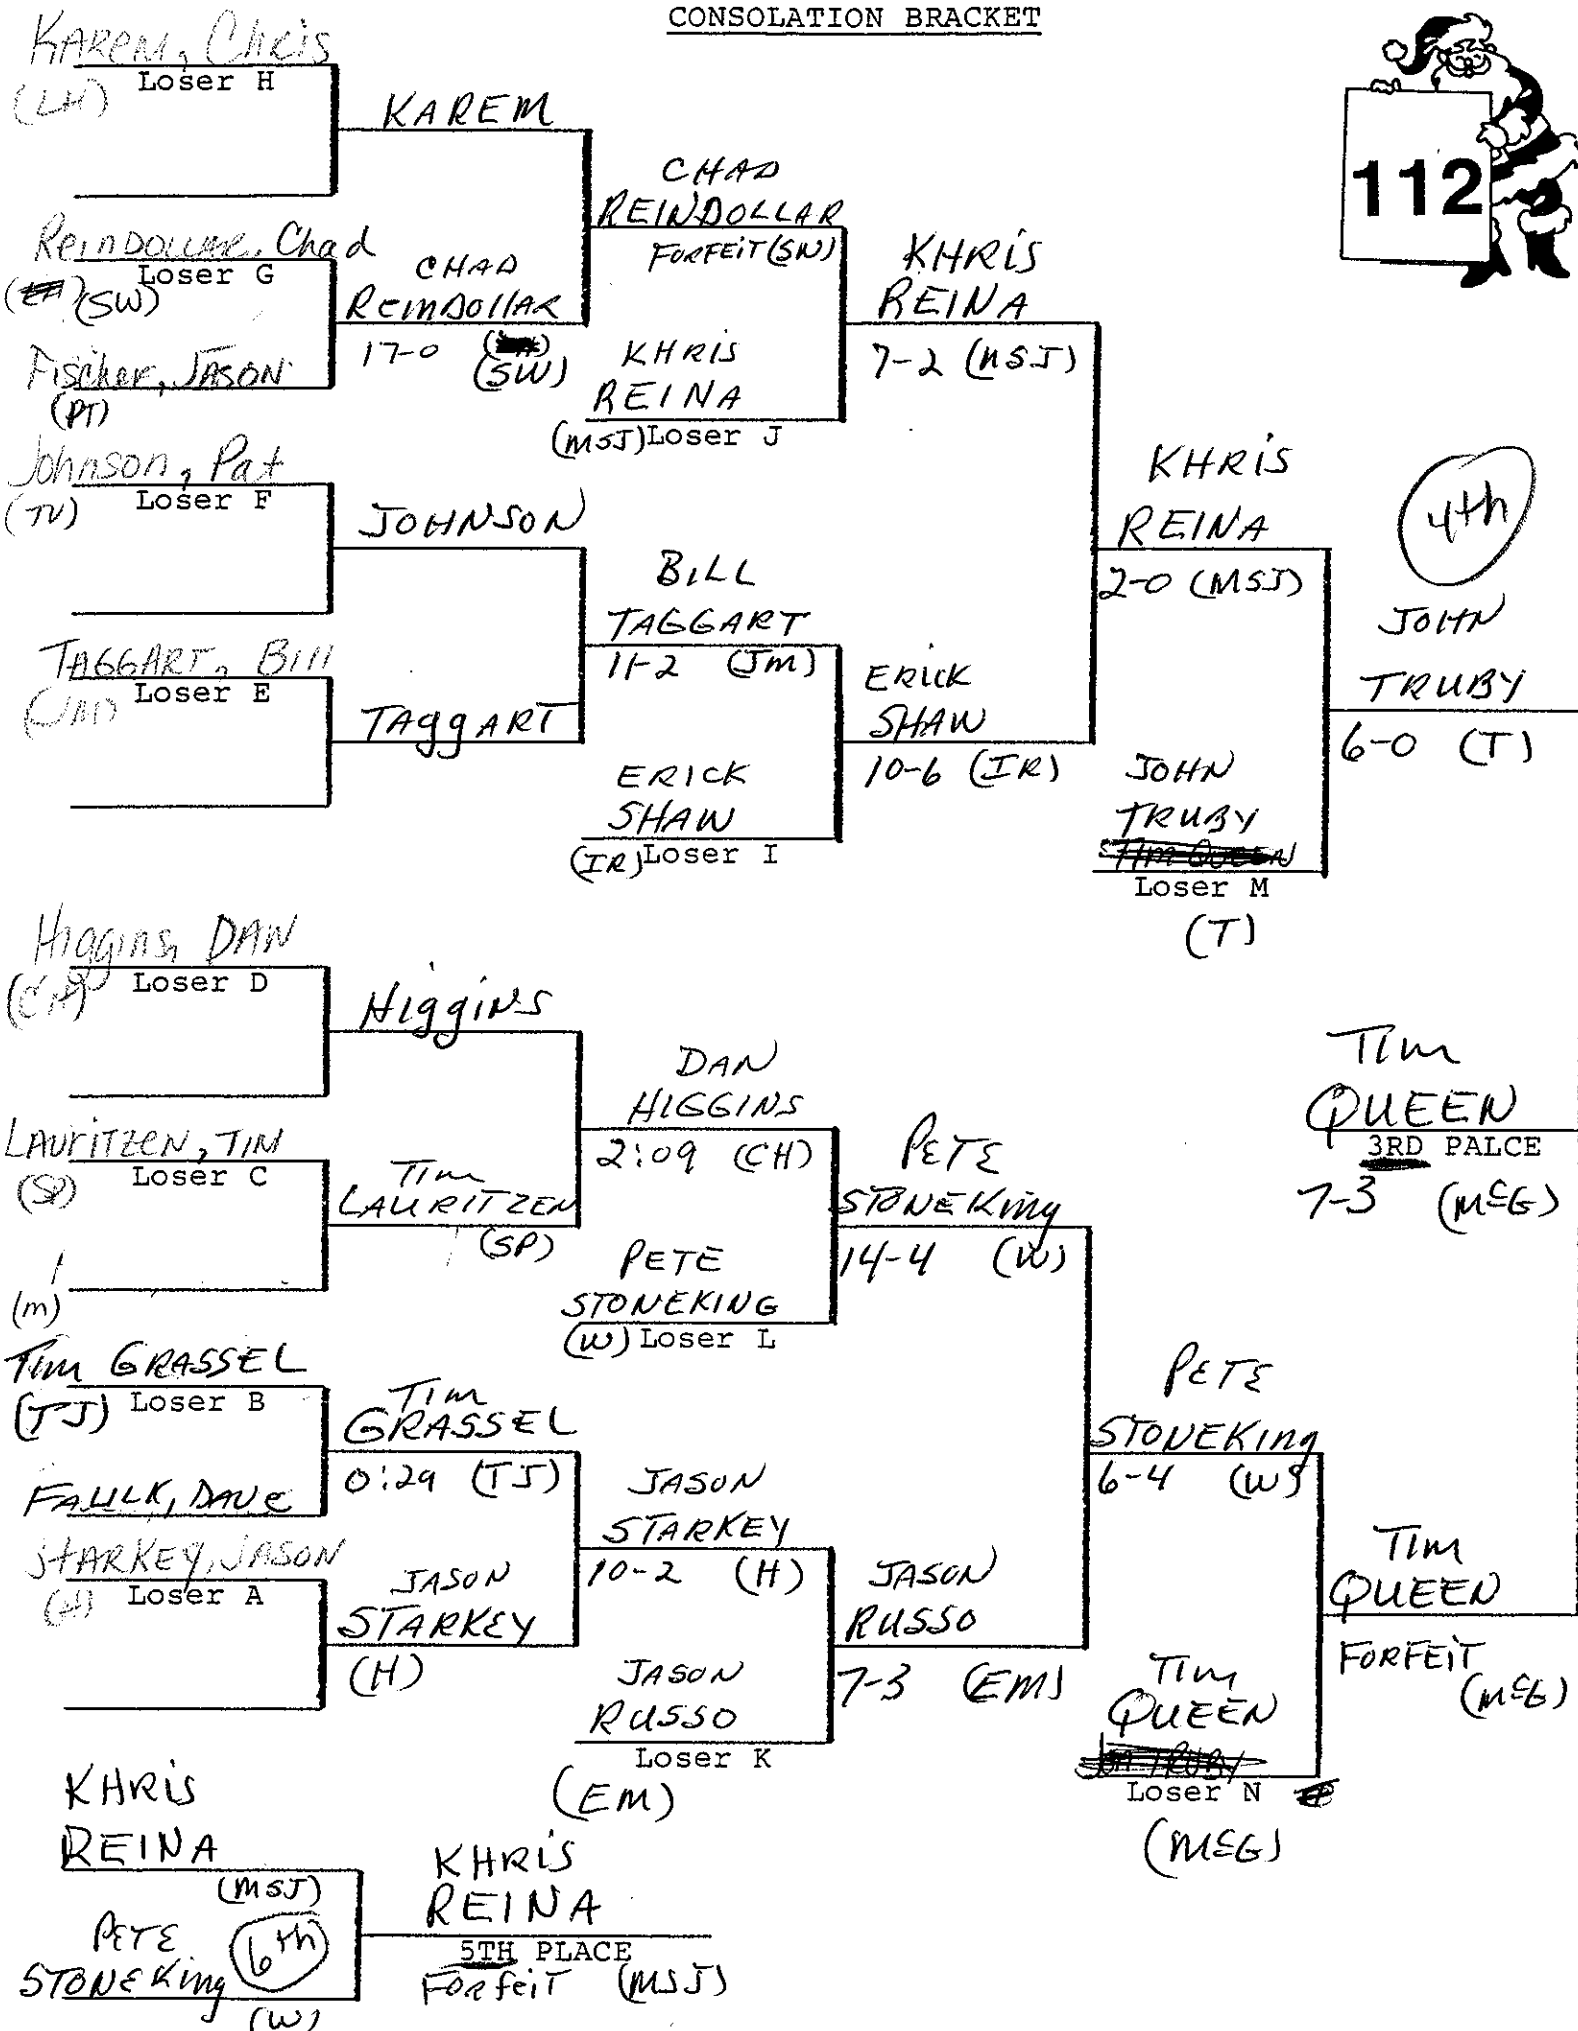 CONSOLATION BRACKET
112
KAREM, Chris
Loser H
(LH)
KAREM
CHAD
REINDOLLAR
FORFEIT (SW)
REINDOLLAR, Chad
Loser G
(SW)
CHAD
REINDOLLAR
17-0
(SW)
Fischer, JASON
(PT)
KHRIS
REINA
(MSJ) Loser J
KHRIS
REINA
7-2 (MSJ)
Johnson, Pat
Loser F
(TV)
JOHNSON
BILL
TAGGART
11-2 (JM)
TAGGART, Bill
Loser E
(JM)
TAggART
ERICK
SHAW
(IR) Loser I
ERICK
SHAW
10-6 (IR)
KHRIS
REINA
2-0 (MSJ)
JOHN
TRUBY
Loser M
(T)
4th
JOHN
TRUBY
6-0 (T)
Higgins, DAN
Loser D
(CH)
HiggiNS
DAN
HIGGINS
2:09 (CH)
LAURITZEN, TIM
Loser C
(SP)
(m)
TIM
LAURITZEN
(SP)
PETE
STONEKING
(W) Loser L
PETE
STONEKing
14-4 (W)
TIM GRASSEL
Loser B
(TJ)
FAULK, DAVE
TIM
GRASSEL
0:29 (TJ)
JASON
STARKEY
10-2 (H)
STARKEY, JASON
Loser A
(H)
JASON
STARKEY
(H)
JASON
RUSSO
Loser K
(EM)
JASON
RUSSO
7-3 (EM)
PETE
STONEKing
6-4 (W)
TIM
QUEEN
Loser N
(McG)
TIM
QUEEN
FORFEIT
(McG)
TIM
QUEEN
3RD PALCE
7-3 (McG)
KHRIS
REINA
(MSJ)
PETE
STONEKing
6th
(W)
KHRIS
REINA
5TH PLACE
FORfeiT (MSJ)